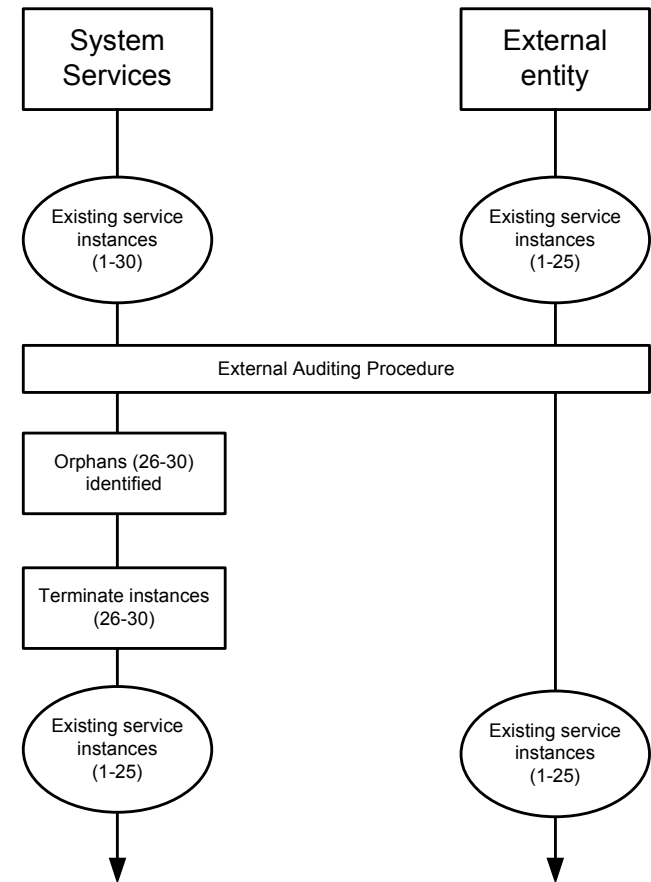 System
Services
External
entity
Existing service
instances
(1-30)
Existing service
instances
(1-25)
External Auditing Procedure
Orphans (26-30)
identified
Terminate instances
(26-30)
Existing service
instances
(1-25)
Existing service
instances
(1-25)